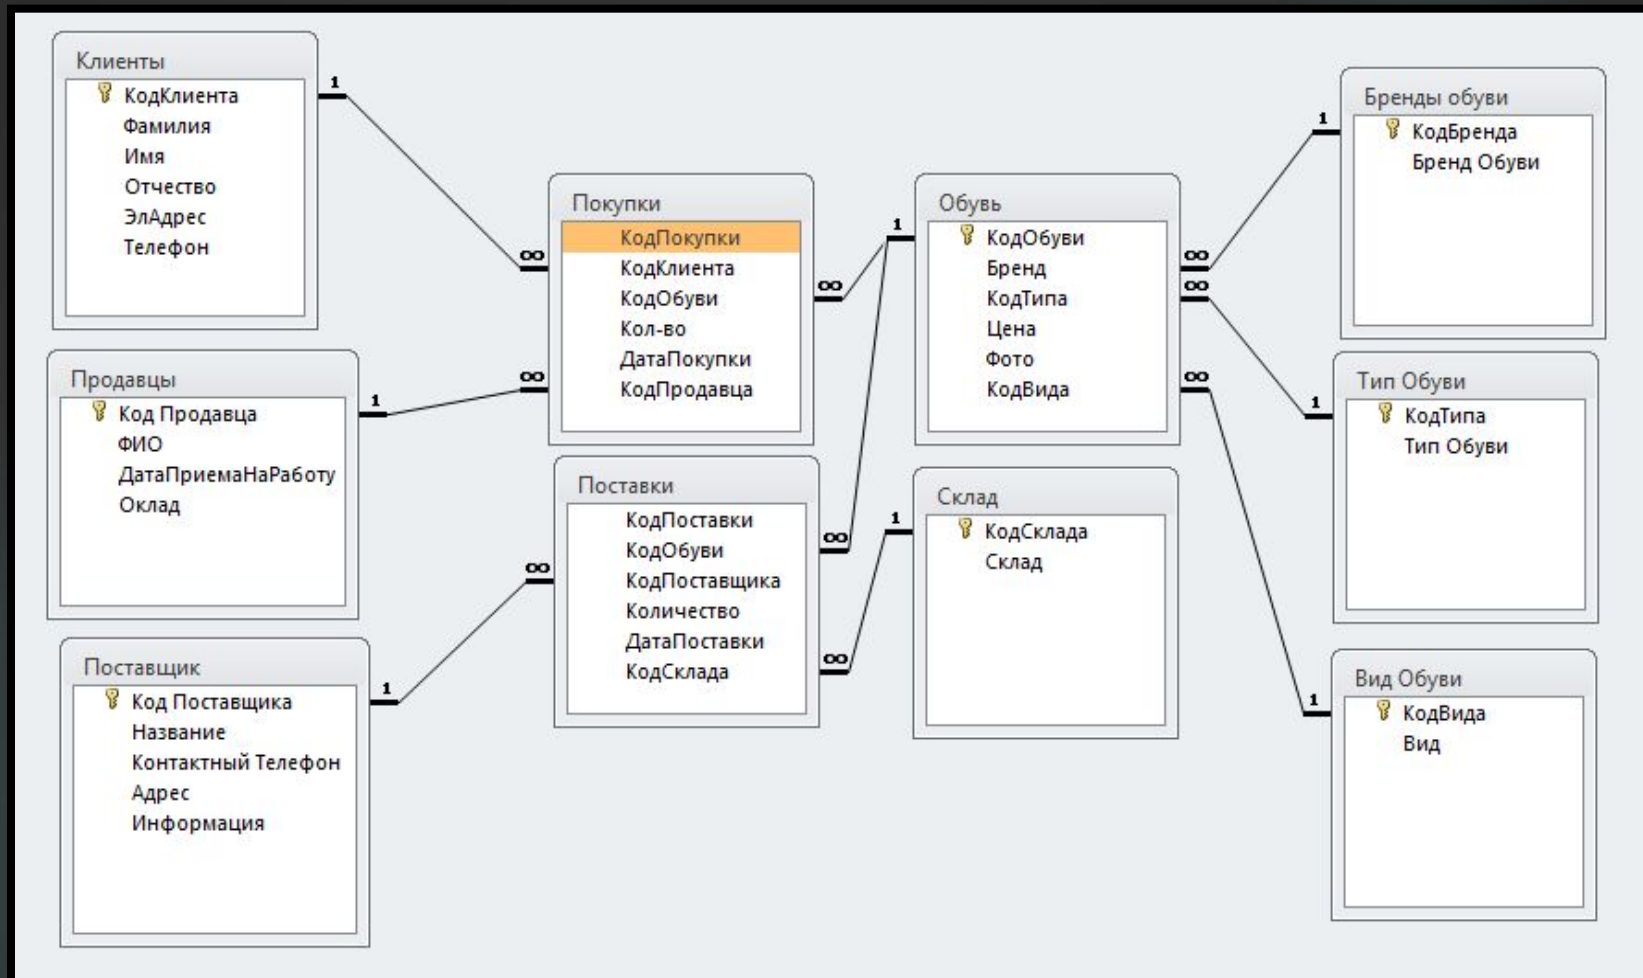 Клиенты
КодКлиента
Фамилия
Имя
Отчество
ЭлАдрес
Телефон
1
∞
Продавцы
Код Продавца
ФИО
ДатаПриемаНаРаботу
Оклад
1
∞
Поставщик
Код Поставщика
Название
Контактный Телефон
Адрес
Информация
1
∞
Покупки
КодПокупки
КодКлиента
КодОбуви
Кол-во
ДатаПокупки
КодПродавца
∞
1
Поставки
КодПоставки
КодОбуви
КодПоставщика
Количество
ДатаПоставки
КодСклада
∞
∞
1
Обувь
КодОбуви
Бренд
КодТипа
Цена
Фото
КодВида
∞
∞
∞
Склад
КодСклада
Склад
1
Бренды обуви
КодБренда
Бренд Обуви
1
Тип Обуви
КодТипа
Тип Обуви
1
Вид Обуви
КодВида
Вид